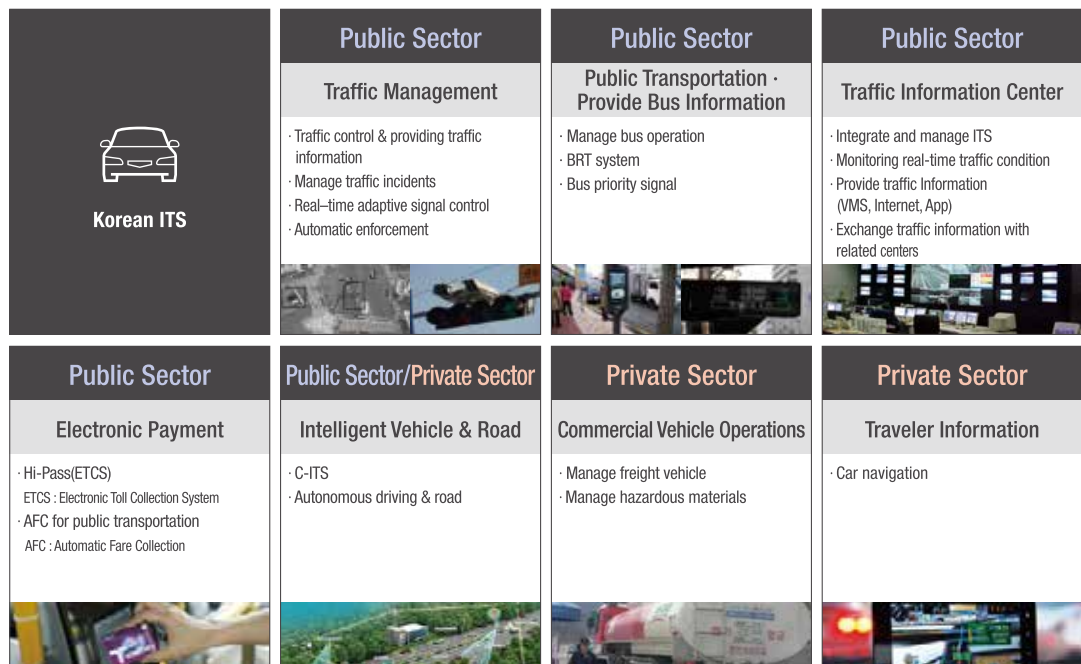 Korean ITS
Public Sector
Traffic Management
· Traffic control & providing traffic
information
· Manage traffic incidents
· Real–time adaptive signal control
· Automatic enforcement
Public Sector
Public Transportation ·
Provide Bus Information
· Manage bus operation
· BRT system
· Bus priority signal
Public Sector
Traffic Information Center
· Integrate and manage ITS
· Monitoring real-time traffic condition
· Provide traffic Information
(VMS, Internet, App)
· Exchange traffic information with
related centers
Public Sector
Electronic Payment
· Hi-Pass(ETCS)
ETCS : Electronic Toll Collection System
· AFC for public transportation
AFC : Automatic Fare Collection
Public Sector/Private Sector
Intelligent Vehicle & Road
· C-ITS
· Autonomous driving & road
Private Sector
Commercial Vehicle Operations
· Manage freight vehicle
· Manage hazardous materials
Private Sector
Traveler Information
· Car navigation